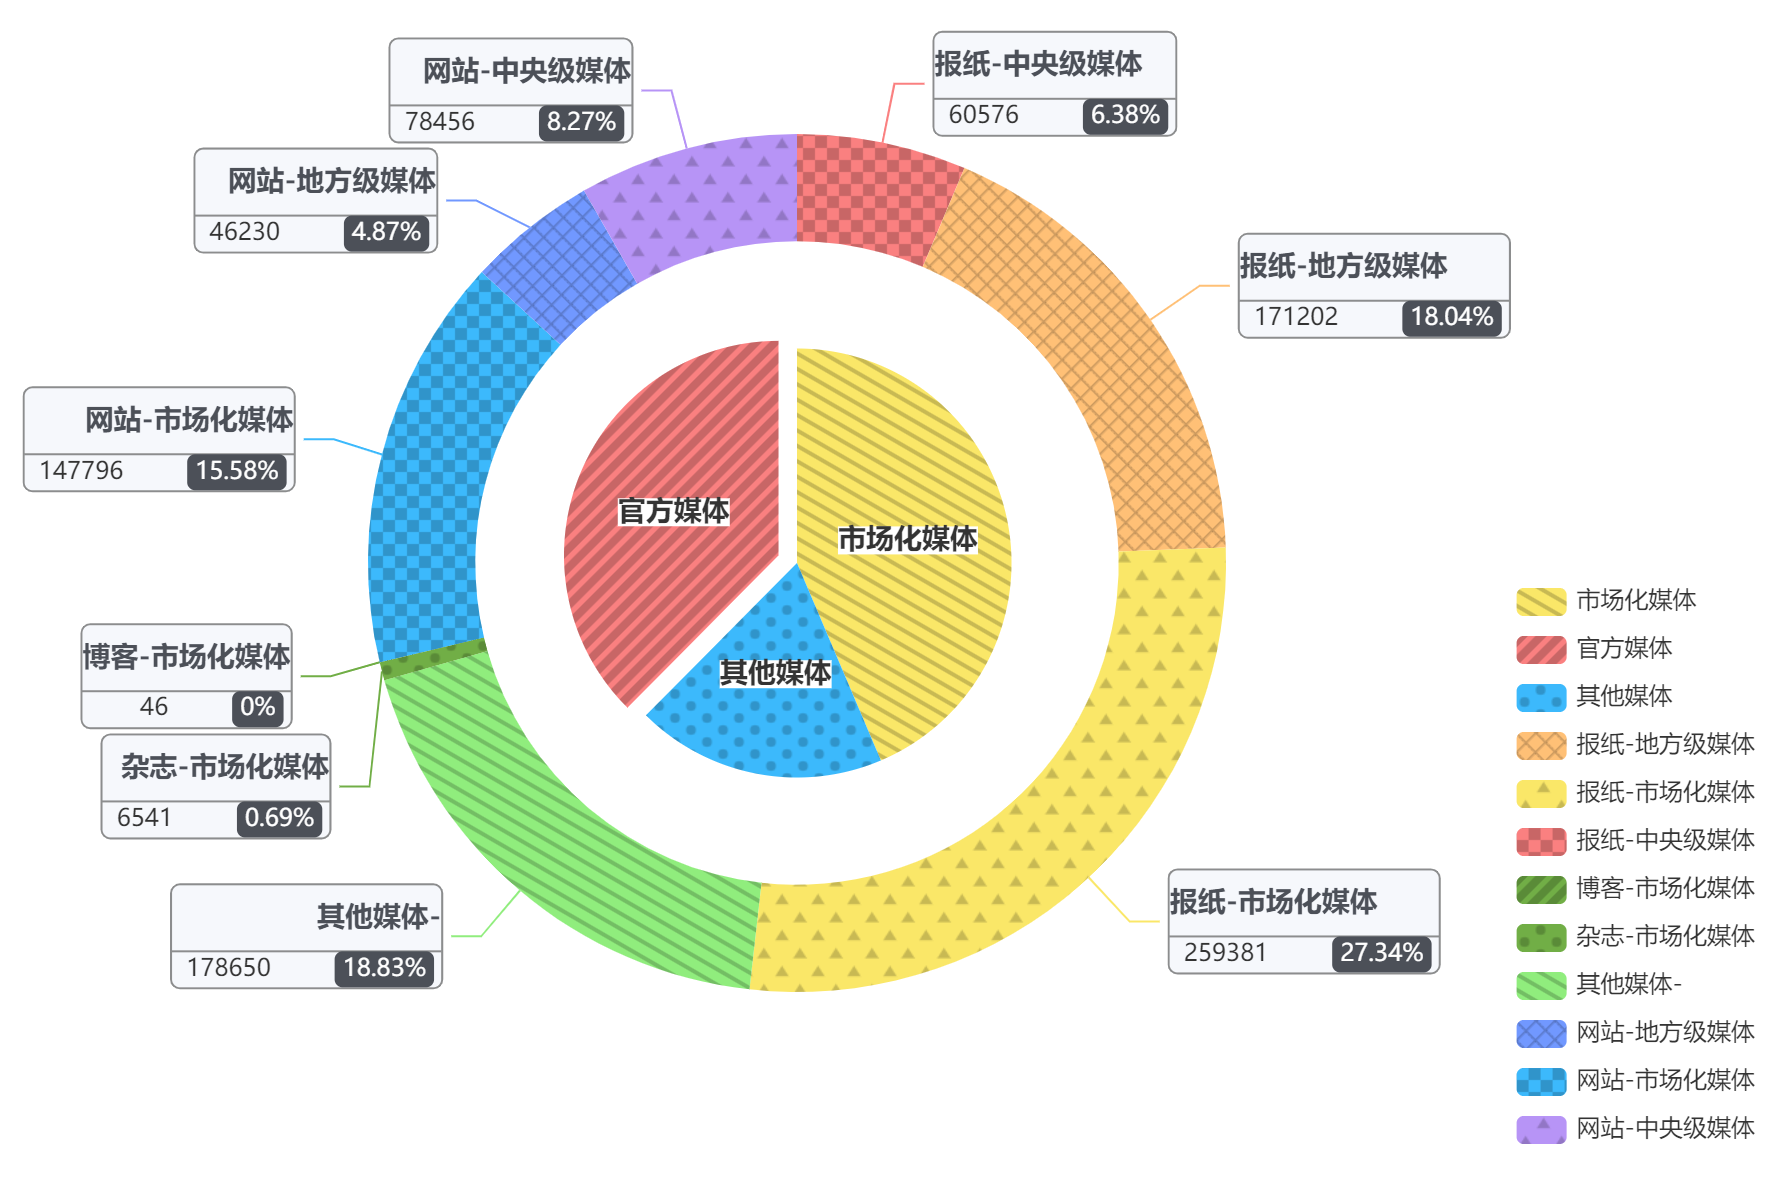 网站-中央级媒体
78456 8.27%
报纸-中央级媒体
60576 6.38%
网站-地方级媒体
46230 4.87%
报纸-地方级媒体
171202 18.04%
网站-市场化媒体
147796 15.58%
官方媒体
市场化媒体
其他媒体
博客-市场化媒体
46 0%
杂志-市场化媒体
6541 0.69%
其他媒体-
178650 18.83%
报纸-市场化媒体
259381 27.34%
市场化媒体
官方媒体
其他媒体
报纸-地方级媒体
报纸-市场化媒体
报纸-中央级媒体
博客-市场化媒体
杂志-市场化媒体
其他媒体-
网站-地方级媒体
网站-市场化媒体
网站-中央级媒体